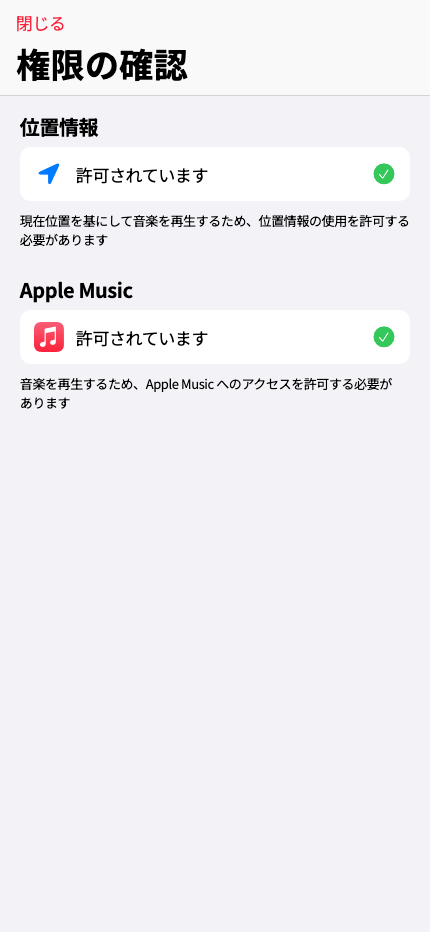 閉じる
権限の確認
位置情報
許可されています
現在位置を基にして音楽を再生するため、位置情報の使用を許可する
必要があります
Apple Music
許可されています
音楽を再生するため、Apple Music へのアクセスを許可する必要が
あります